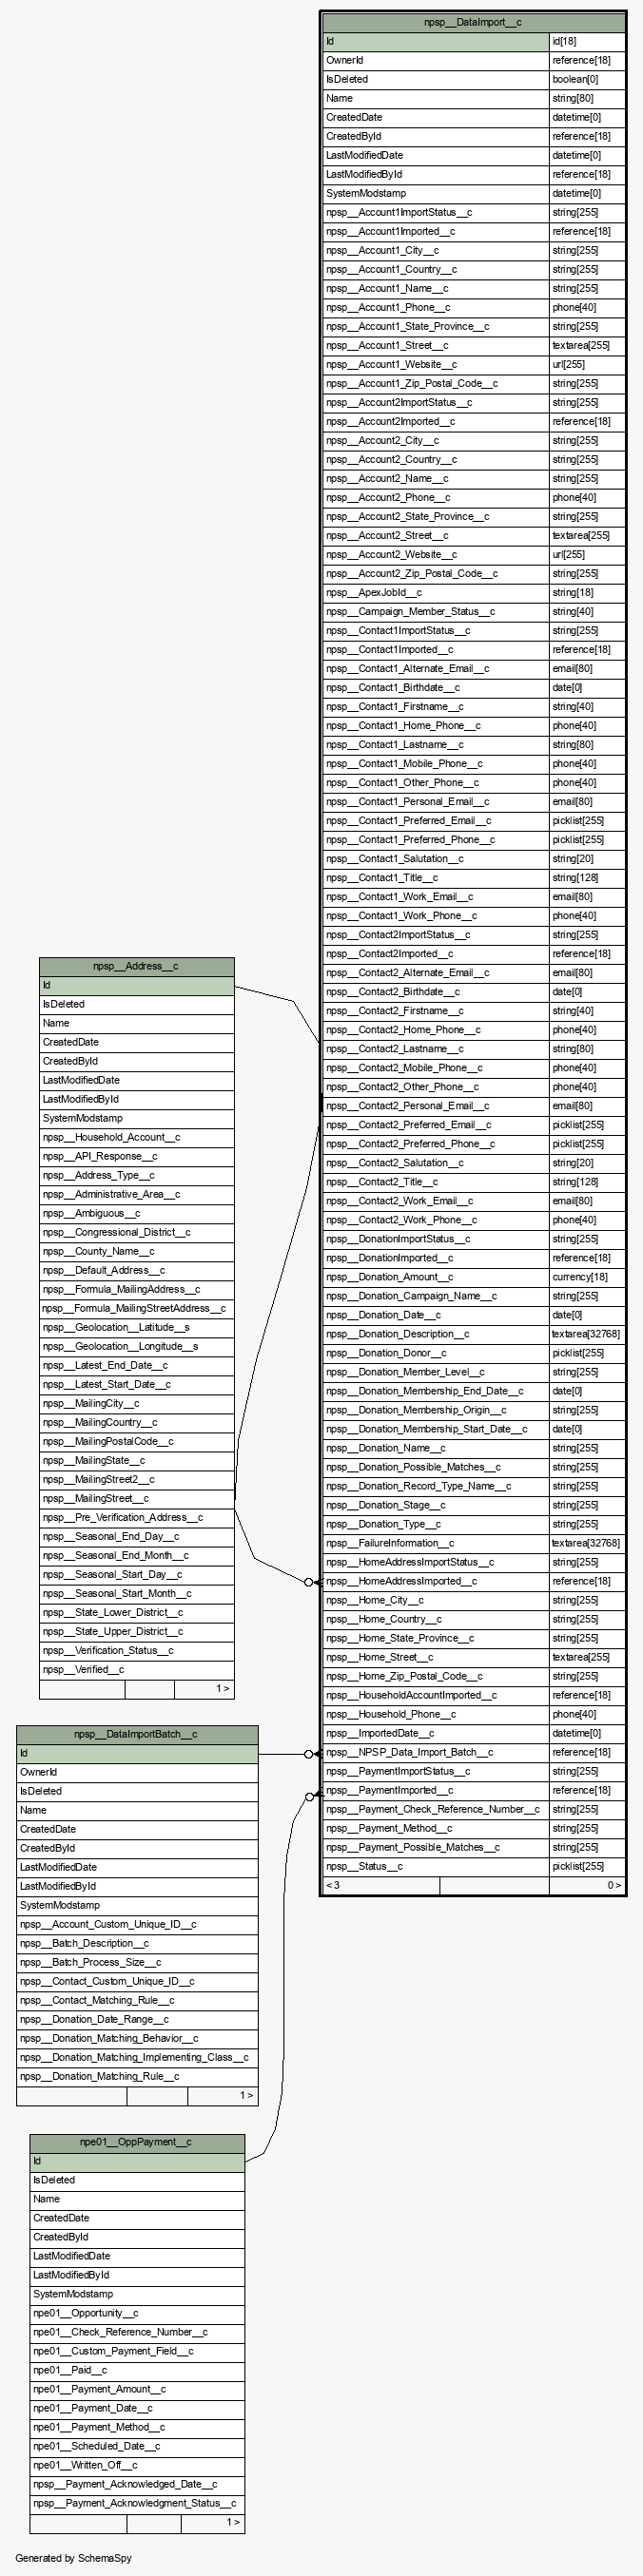 npsp__DataImport__c
Id id[18]
OwnerId reference[18]
IsDeleted boolean[0]
Name string[80]
CreatedDate datetime[0]
CreatedById reference[18]
LastModifiedDate datetime[0]
LastModifiedById reference[18]
SystemModstamp datetime[0]
npsp__Account1ImportStatus__c string[255]
npsp__Account1Imported__c reference[18]
npsp__Account1_City__c string[255]
npsp__Account1_Country__c string[255]
npsp__Account1_Name__c string[255]
npsp__Account1_Phone__c phone[40]
npsp__Account1_State_Province__c string[255]
npsp__Account1_Street__c textarea[255]
npsp__Account1_Website__c url[255]
npsp__Account1_Zip_Postal_Code__c string[255]
npsp__Account2ImportStatus__c string[255]
npsp__Account2Imported__c reference[18]
npsp__Account2_City__c string[255]
npsp__Account2_Country__c string[255]
npsp__Account2_Name__c string[255]
npsp__Account2_Phone__c phone[40]
npsp__Account2_State_Province__c string[255]
npsp__Account2_Street__c textarea[255]
npsp__Account2_Website__c url[255]
npsp__Account2_Zip_Postal_Code__c string[255]
npsp__ApexJobId__c string[18]
npsp__Campaign_Member_Status__c string[40]
npsp__Contact1ImportStatus__c string[255]
npsp__Contact1Imported__c reference[18]
npsp__Contact1_Alternate_Email__c email[80]
npsp__Contact1_Birthdate__c date[0]
npsp__Contact1_Firstname__c string[40]
npsp__Contact1_Home_Phone__c phone[40]
npsp__Contact1_Lastname__c string[80]
npsp__Contact1_Mobile_Phone__c phone[40]
npsp__Contact1_Other_Phone__c phone[40]
npsp__Contact1_Personal_Email__c email[80]
npsp__Contact1_Preferred_Email__c picklist[255]
npsp__Contact1_Preferred_Phone__c picklist[255]
npsp__Contact1_Salutation__c string[20]
npsp__Contact1_Title__c string[128]
npsp__Contact1_Work_Email__c email[80]
npsp__Contact1_Work_Phone__c phone[40]
npsp__Contact2ImportStatus__c string[255]
npsp__Contact2Imported__c reference[18]
npsp__Contact2_Alternate_Email__c email[80]
npsp__Contact2_Birthdate__c date[0]
npsp__Contact2_Firstname__c string[40]
npsp__Contact2_Home_Phone__c phone[40]
npsp__Contact2_Lastname__c string[80]
npsp__Contact2_Mobile_Phone__c phone[40]
npsp__Contact2_Other_Phone__c phone[40]
npsp__Contact2_Personal_Email__c email[80]
npsp__Contact2_Preferred_Email__c picklist[255]
npsp__Contact2_Preferred_Phone__c picklist[255]
npsp__Contact2_Salutation__c string[20]
npsp__Contact2_Title__c string[128]
npsp__Contact2_Work_Email__c email[80]
npsp__Contact2_Work_Phone__c phone[40]
npsp__DonationImportStatus__c string[255]
npsp__DonationImported__c reference[18]
npsp__Donation_Amount__c currency[18]
npsp__Donation_Campaign_Name__c string[255]
npsp__Donation_Date__c date[0]
npsp__Donation_Description__c textarea[32768]
npsp__Donation_Donor__c picklist[255]
npsp__Donation_Member_Level__c string[255]
npsp__Donation_Membership_End_Date__c date[0]
npsp__Donation_Membership_Origin__c string[255]
npsp__Donation_Membership_Start_Date__c date[0]
npsp__Donation_Name__c string[255]
npsp__Donation_Possible_Matches__c string[255]
npsp__Donation_Record_Type_Name__c string[255]
npsp__Donation_Stage__c string[255]
npsp__Donation_Type__c string[255]
npsp__FailureInformation__c textarea[32768]
npsp__HomeAddressImportStatus__c string[255]
npsp__HomeAddressImported__c reference[18]
npsp__Home_City__c string[255]
npsp__Home_Country__c string[255]
npsp__Home_State_Province__c string[255]
npsp__Home_Street__c textarea[255]
npsp__Home_Zip_Postal_Code__c string[255]
npsp__HouseholdAccountImported__c reference[18]
npsp__Household_Phone__c phone[40]
npsp__ImportedDate__c datetime[0]
npsp__NPSP_Data_Import_Batch__c reference[18]
npsp__PaymentImportStatus__c string[255]
npsp__PaymentImported__c reference[18]
npsp__Payment_Check_Reference_Number__c string[255]
npsp__Payment_Method__c string[255]
npsp__Payment_Possible_Matches__c string[255]
npsp__Status__c picklist[255]
< 3 0 >
npsp__Address__c
Id
IsDeleted
Name
CreatedDate
CreatedById
LastModifiedDate
LastModifiedById
SystemModstamp
npsp__Household_Account__c
npsp__API_Response__c
npsp__Address_Type__c
npsp__Administrative_Area__c
npsp__Ambiguous__c
npsp__Congressional_District__c
npsp__County_Name__c
npsp__Default_Address__c
npsp__Formula_MailingAddress__c
npsp__Formula_MailingStreetAddress__c
npsp__Geolocation__Latitude__s
npsp__Geolocation__Longitude__s
npsp__Latest_End_Date__c
npsp__Latest_Start_Date__c
npsp__MailingCity__c
npsp__MailingCountry__c
npsp__MailingPostalCode__c
npsp__MailingState__c
npsp__MailingStreet2__c
npsp__MailingStreet__c
npsp__Pre_Verification_Address__c
npsp__Seasonal_End_Day__c
npsp__Seasonal_End_Month__c
npsp__Seasonal_Start_Day__c
npsp__Seasonal_Start_Month__c
npsp__State_Lower_District__c
npsp__State_Upper_District__c
npsp__Verification_Status__c
npsp__Verified__c
1 >
npsp__DataImportBatch__c
Id
OwnerId
IsDeleted
Name
CreatedDate
CreatedById
LastModifiedDate
LastModifiedById
SystemModstamp
npsp__Account_Custom_Unique_ID__c
npsp__Batch_Description__c
npsp__Batch_Process_Size__c
npsp__Contact_Custom_Unique_ID__c
npsp__Contact_Matching_Rule__c
npsp__Donation_Date_Range__c
npsp__Donation_Matching_Behavior__c
npsp__Donation_Matching_Implementing_Class__c
npsp__Donation_Matching_Rule__c
1 >
npe01__OppPayment__c
Id
IsDeleted
Name
CreatedDate
CreatedById
LastModifiedDate
LastModifiedById
SystemModstamp
npe01__Opportunity__c
npe01__Check_Reference_Number__c
npe01__Custom_Payment_Field__c
npe01__Paid__c
npe01__Payment_Amount__c
npe01__Payment_Date__c
npe01__Payment_Method__c
npe01__Scheduled_Date__c
npe01__Written_Off__c
npsp__Payment_Acknowledged_Date__c
npsp__Payment_Acknowledgment_Status__c
1 >
Generated by SchemaSpy